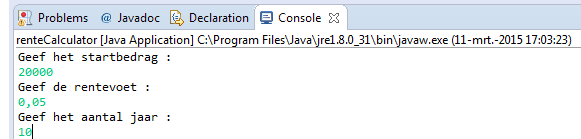 Problems @ Javadoc Declaration Console
renteCalculator [Java Application] C:\Program Files\Java\jre1.8.0_31\bin\javaw.exe (11-mrt.-2015 17:03:23)
Geef het startbedrag :
20000
Geef de rentevoet :
0,05
Geef het aantal jaar :
10